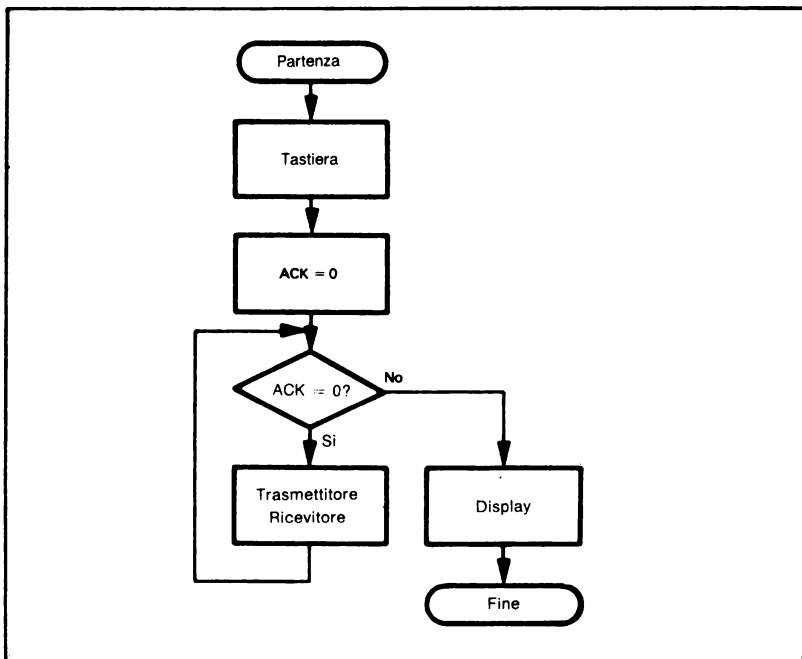 Partenza
Tastiera
ACK = 0
ACK = 0?
No
Si
Trasmettitore
Ricevitore
Display
Fine